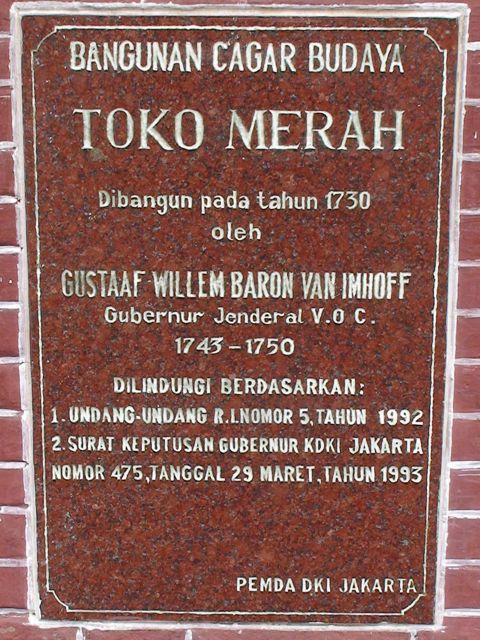 BANGUNAN CAGAR BUDAYA
TOKO MERAH
Dibangun pada tahun 1730
oleh
GUSTAAF WILLEM BARON VAN IMHOFF
Gubernur Jenderal V.O C.
1743 - 1750
DILINDUNGI BERDASARKAN:
1. UNDANG-UNDANG R.I.NOMOR 5, TAHUN 1992
2. SURAT KEPUTUSAN GUBERNUR KDKI JAKARTA
NOMOR 475, TANGGAL 29 MARET, TAHUN 1993
PEMDA DKI JAKARTA